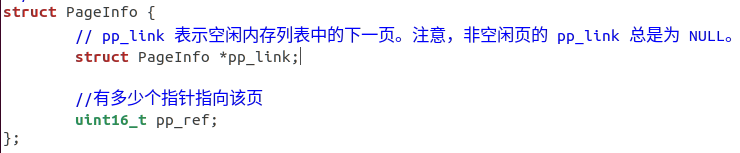 struct PageInfo {
// pp_link 表示空闲内存列表中的下一页。注意，非空闲页的 pp_link 总是为 NULL。
struct PageInfo *pp_link;
//有多少个指针指向该页
uint16_t pp_ref;
};